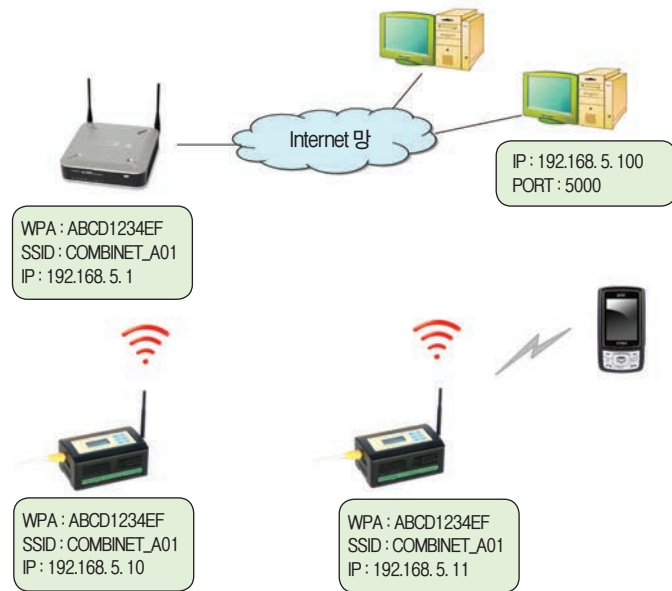 Internet 망
IP : 192.168. 5. 100
PORT : 5000
WPA : ABCD1234EF
SSID : COMBINET_A01
IP : 192.168. 5. 1
WPA : ABCD1234EF
SSID : COMBINET_A01
IP : 192.168. 5. 10
WPA : ABCD1234EF
SSID : COMBINET_A01
IP : 192.168. 5. 11